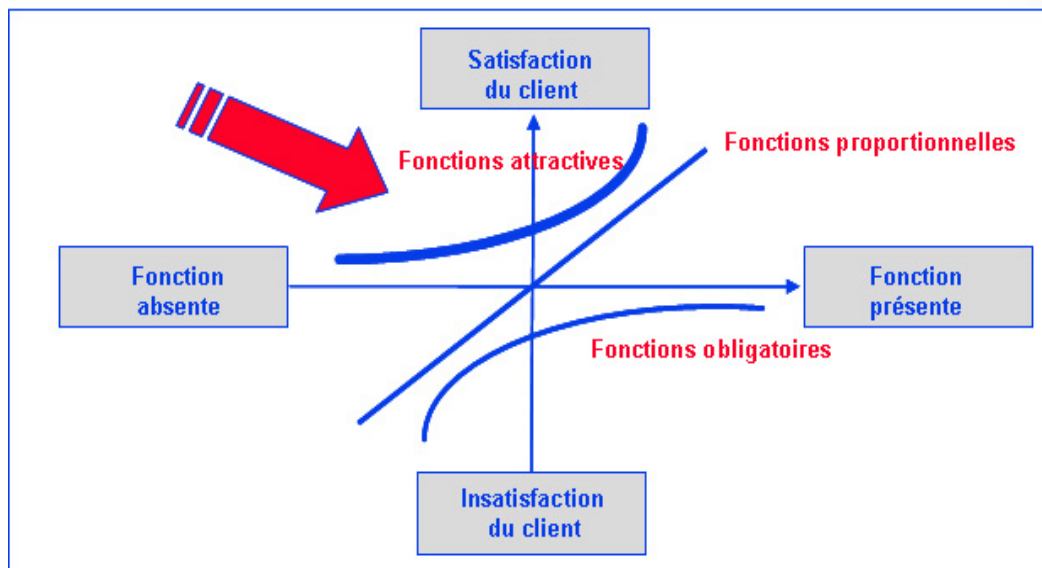 Satisfaction
du client
Fonctions attractives
Fonctions proportionnelles
Fonction
absente
Fonction
présente
Fonctions obligatoires
Insatisfaction
du client